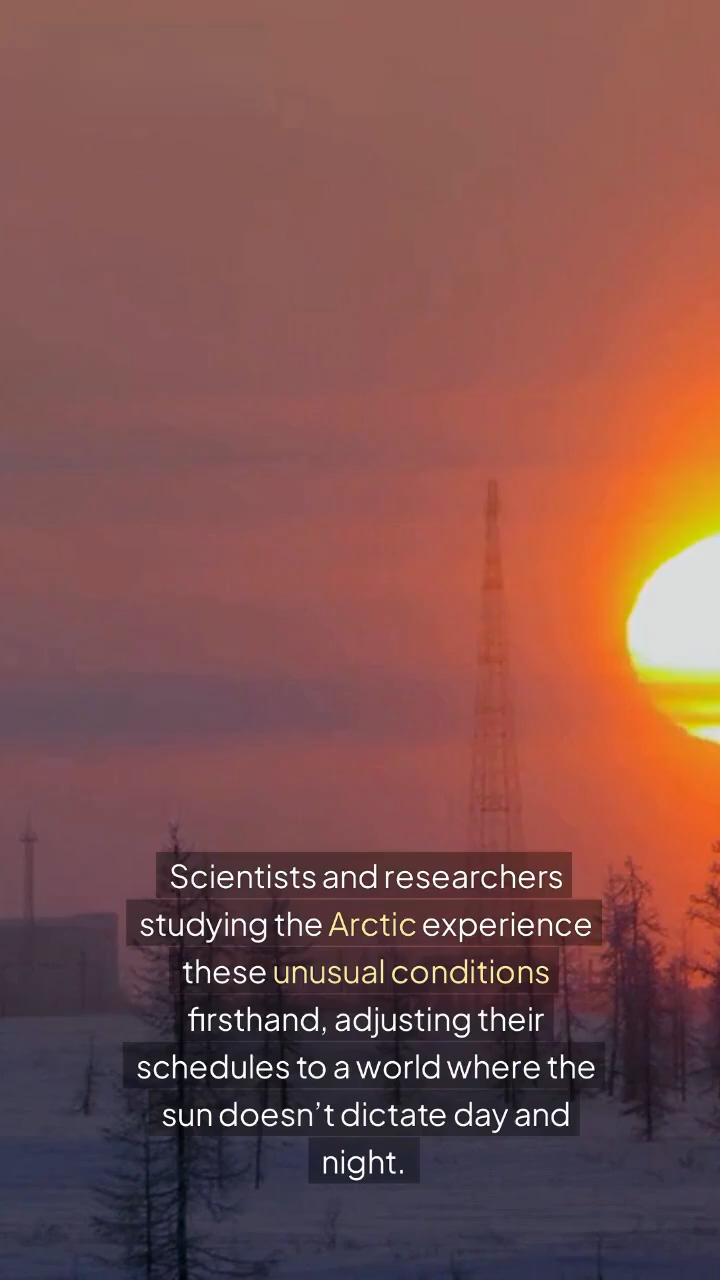 Scientists and researchers
studying the Arctic experience
these unusual conditions
firsthand, adjusting their
schedules to a world where the
sun doesn’t dictate day and
night.